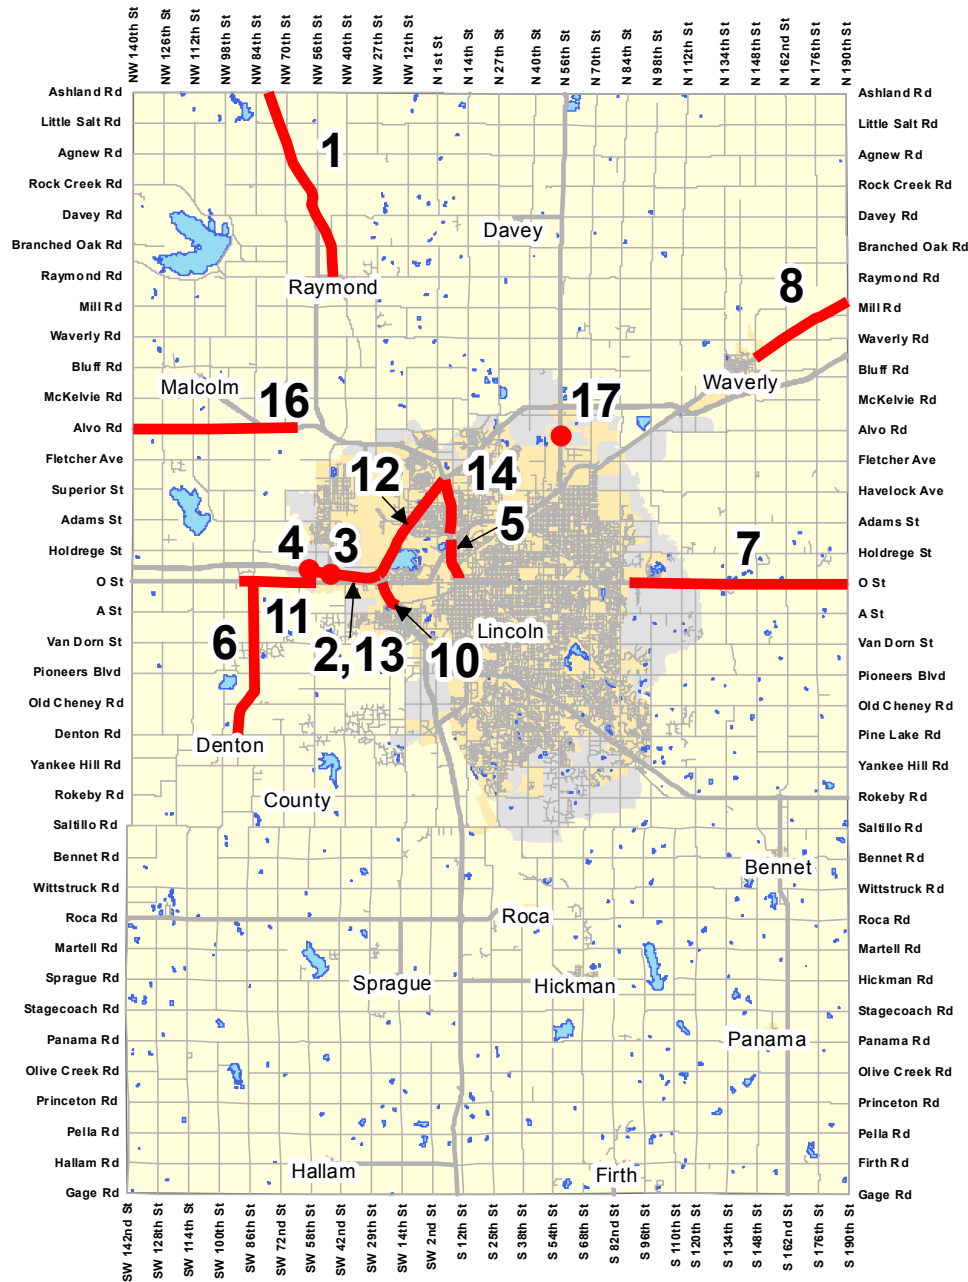 NW 140th St
NW 126th St
NW 112th St
NW 98th St
NW 84th St
NW 70th St
NW 56th St
NW 40th St
NW 27th St
NW 12th St
N 1st St
N 14th St
N 27th St
N 40th St
N 56th St
N 70th St
N 84th St
N 98th St
N 112th St
N 134th St
N 148th St
N 162nd St
N 176th St
N 190th St
Ashland Rd
Ashland Rd
Little Salt Rd
Little Salt Rd
Agnew Rd
1
Agnew Rd
Rock Creek Rd
Rock Creek Rd
Davey Rd
Davey Rd
Davey
Branched Oak Rd
Branched Oak Rd
Raymond Rd
Raymond Rd
Raymond
8
Mill Rd
Mill Rd
Waverly Rd
Waverly Rd
Bluff Rd
Bluff Rd
Malcolm
Waverly
McKelvie Rd
McKelvie Rd
16
17
Alvo Rd
Alvo Rd
Fletcher Ave
Fletcher Ave
12
14
Superior St
Havelock Ave
Adams St
Adams St
5
Holdrege St
Holdrege St
4
3
7
O St
O St
A St
A St
11
6
Van Dorn St
Van Dorn St
Lincoln
2,13
10
Pioneers Blvd
Pioneers Blvd
Old Cheney Rd
Old Cheney Rd
Denton Rd
Pine Lake Rd
Denton
Yankee Hill Rd
Yankee Hill Rd
Rokeby Rd
Rokeby Rd
County
Saltillo Rd
Saltillo Rd
Bennet Rd
Bennet Rd
Bennet
Wittstruck Rd
Wittstruck Rd
Roca Rd
Roca Rd
Roca
Martell Rd
Martell Rd
Sprague Rd
Hickman Rd
Sprague
Hickman
Stagecoach Rd
Stagecoach Rd
Panama Rd
Panama Rd
Panama
Olive Creek Rd
Olive Creek Rd
Princeton Rd
Princeton Rd
Pella Rd
Pella Rd
Hallam Rd
Firth Rd
Hallam
Firth
Gage Rd
Gage Rd
SW 142nd St
SW 128th St
SW 114th St
SW 100th St
SW 86th St
SW 72nd St
SW 58th St
SW 42nd St
SW 29th St
SW 14th St
SW 2nd St
S 12th St
S 25th St
S 38th St
S 54th St
S 68th St
S 82nd St
S 96th St
S 110th St
S 120th St
S 134th St
S 148th St
S 162nd St
S 176th St
S 190th St